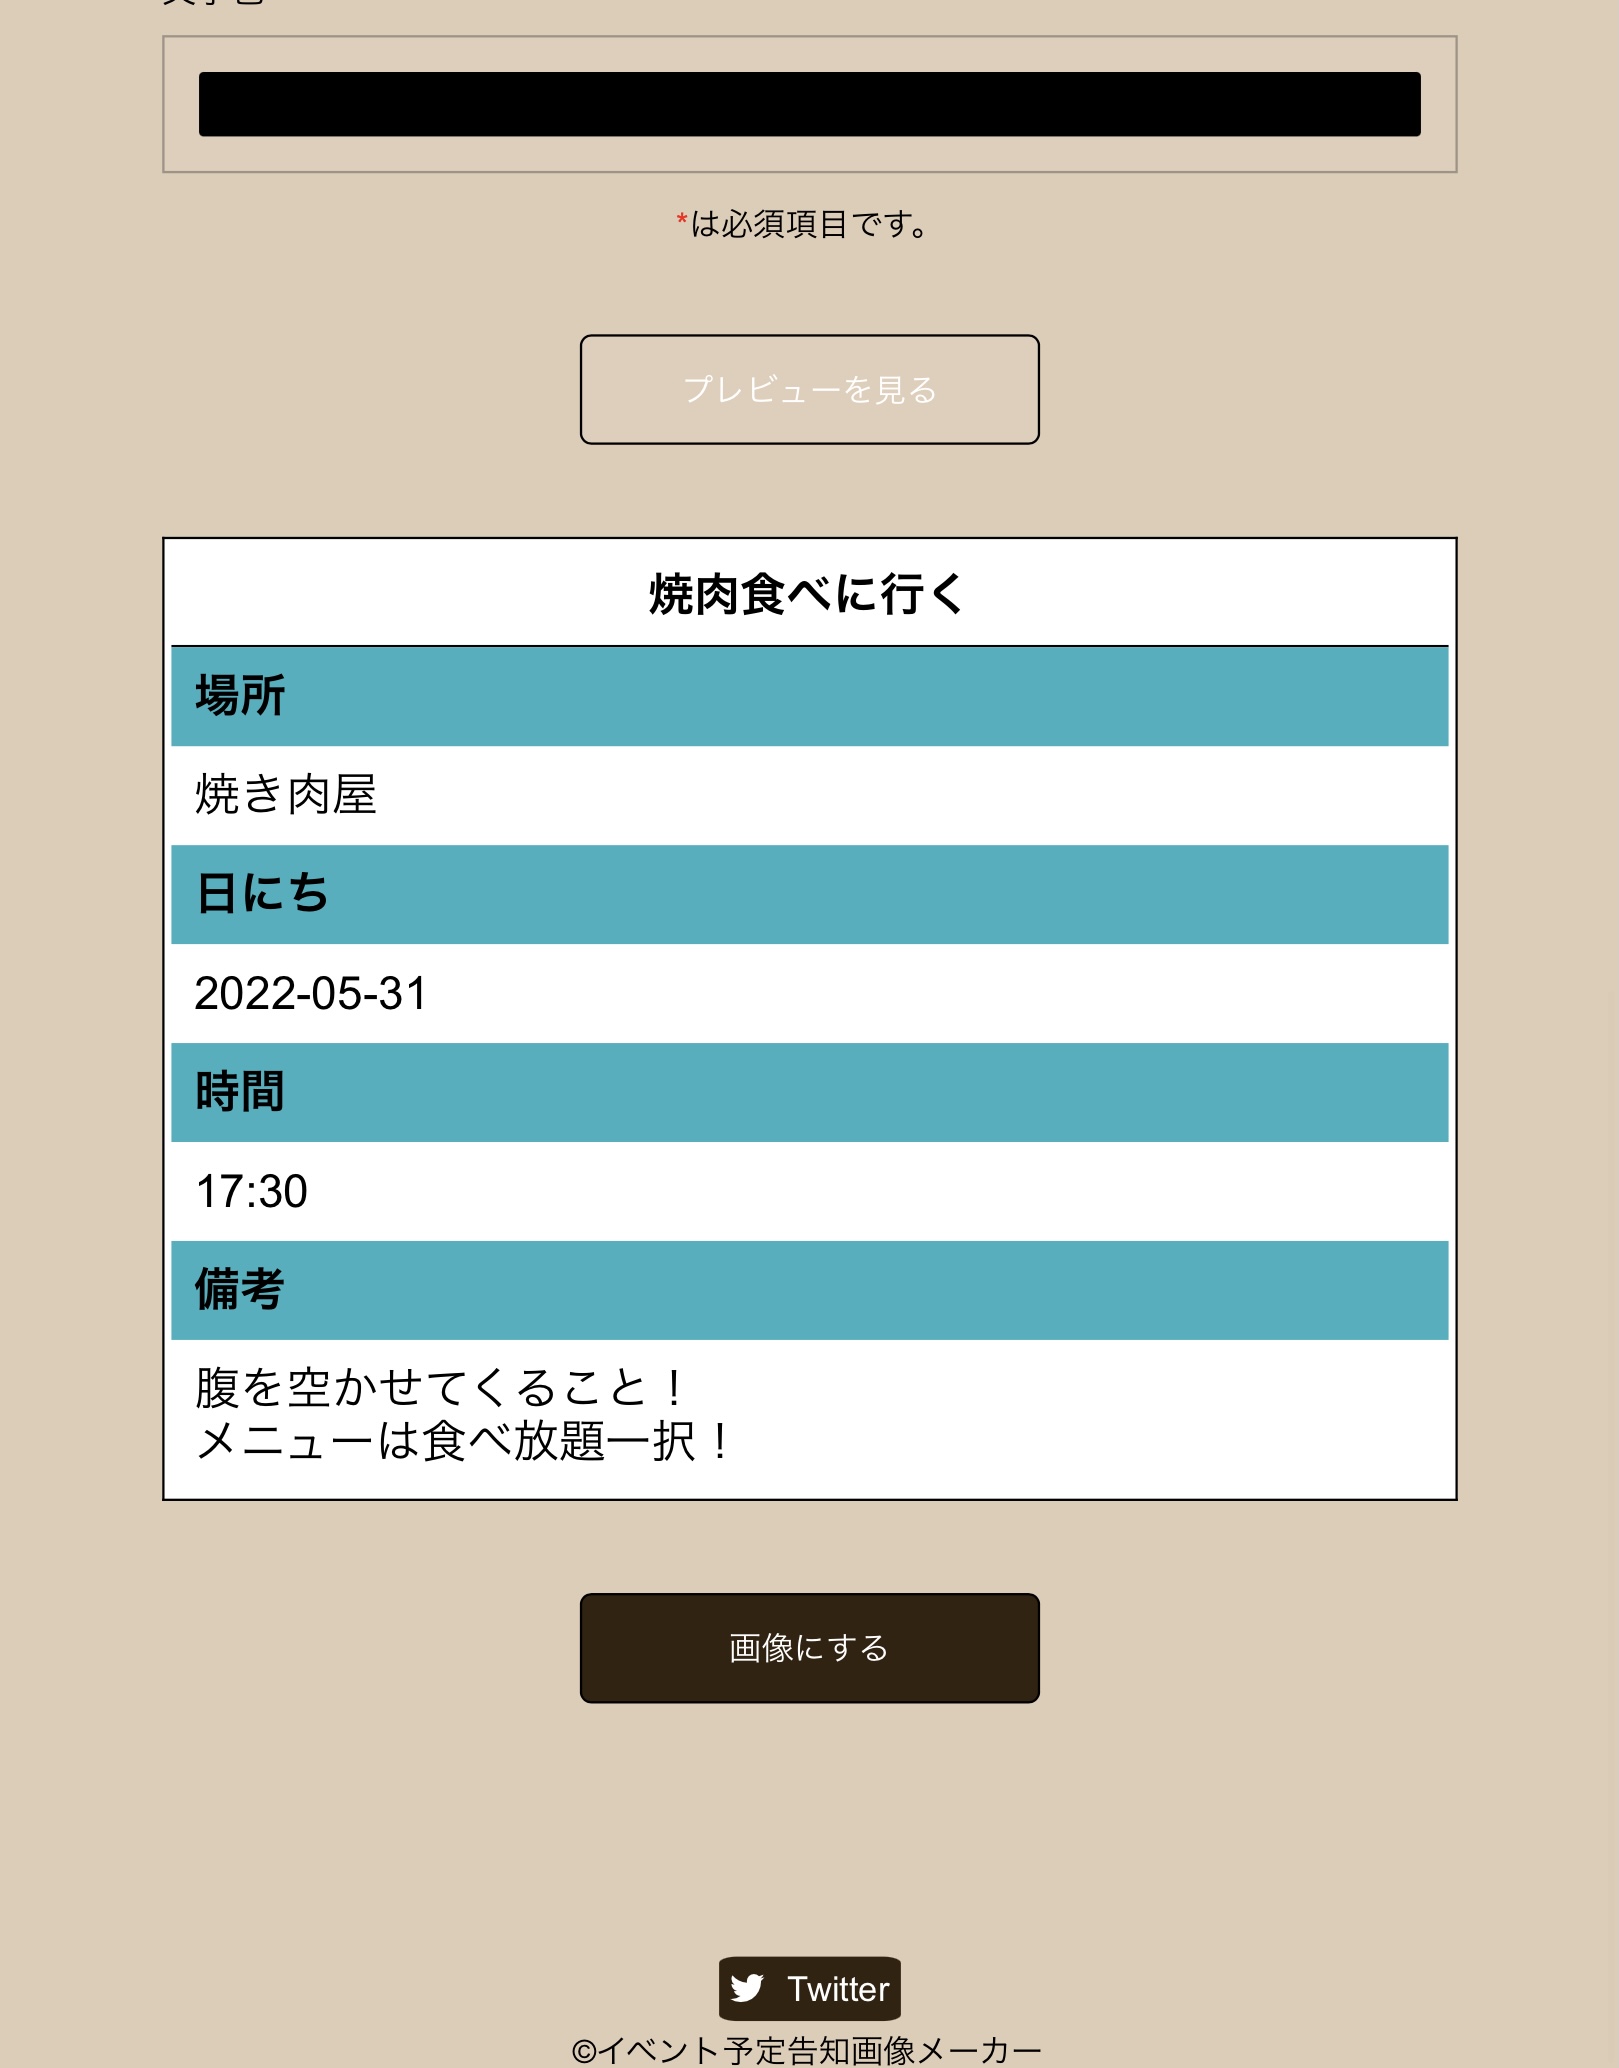 *は必須項目です。
プレビューを見る
焼肉食べに行く
場所
焼き肉屋
日にち
2022-05-31
時間
17:30
備考
腹を空かせてくること！
メニューは食べ放題一択！
画像にする
Twitter
©イベント予定告知画像メーカー